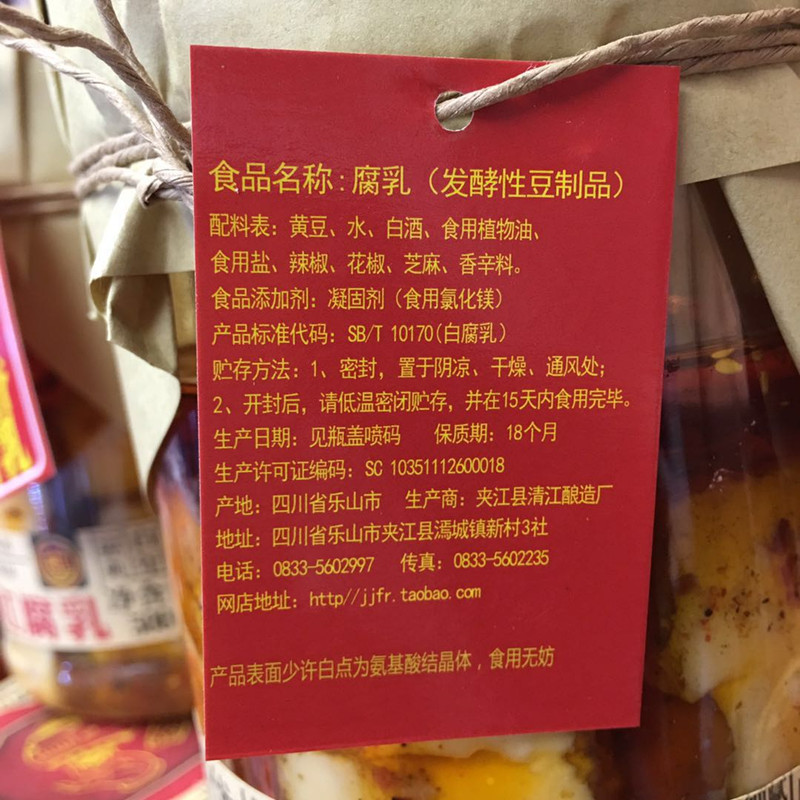 食品名称:腐乳（发酵性豆制品）
配料表：黄豆、水、白酒、食用植物油、
食用盐、辣椒、花椒、芝麻、香辛料。
食品添加剂：凝固剂（食用氯化镁）
产品标准代码：SB/T 10170(白腐乳)
贮存方法：1、密封，置于阴凉、干燥、通风处；
2、开封后，请低温密闭贮存，并在15天内食用完毕。
生产日期：见瓶盖喷码 保质期：18个月
生产许可证编码：SC 10351112600018
产地：四川省乐山市 生产商：夹江县清江酿造厂
地址：四川省乐山市夹江县漹城镇新村3社
电话：0833-5602997 传真：0833-5602235
网店地址：http//jjfr.taobao.com
产品表面少许白点为氨基酸结晶体，食用无妨
腐乳